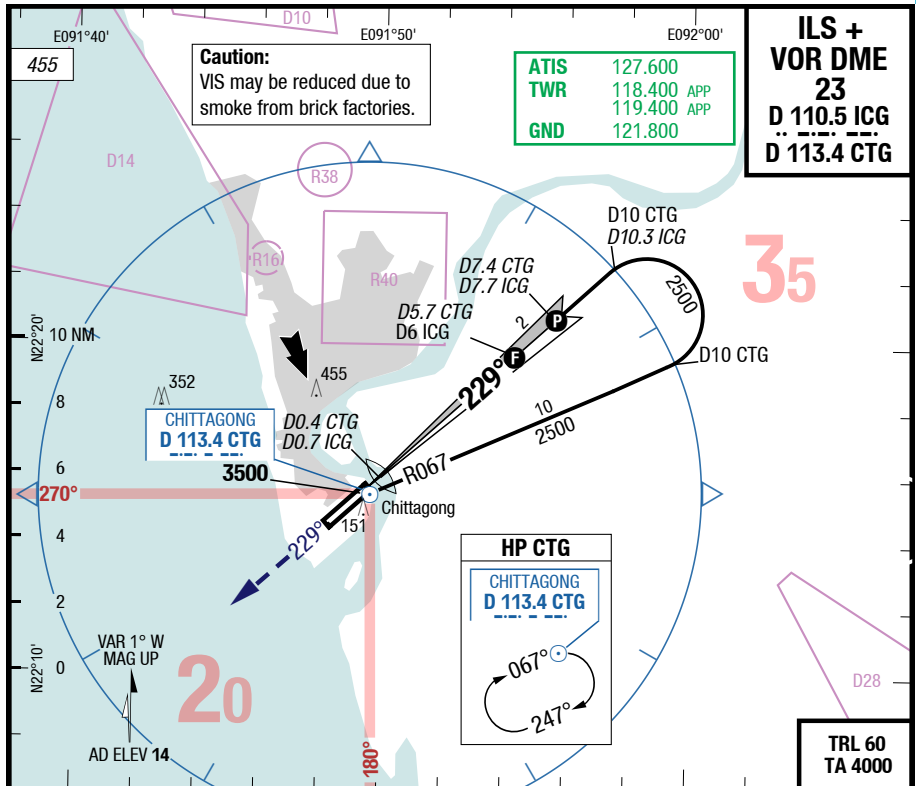 D10
E091°40'
E091°50'
E092°00'
455
Caution:
VIS may be reduced due to
smoke from brick factories.
ATIS 127.600
TWR 118.400 APP
119.400 APP
GND 121.800
ILS +
VOR DME
23
D 110.5 ICG
D 113.4 CTG
D14
R38
R16
R40
D10 CTG
D10.3 ICG
35
2500
D7.4 CTG
D7.7 ICG
D5.7 CTG
D6 ICG
2
P
F
N22°20'
10 NM
D10 CTG
455
352
8
229°
10
2500
CHITTAGONG
D 113.4 CTG
D0.4 CTG
D0.7 ICG
6
3500
R067
270°
Chittagong
151
4
229°
HP CTG
CHITTAGONG
D 113.4 CTG
2
VAR 1° W
MAG UP
N22°10'
0
20
067°
247°
D28
AD ELEV 14
180°
TRL 60
TA 4000